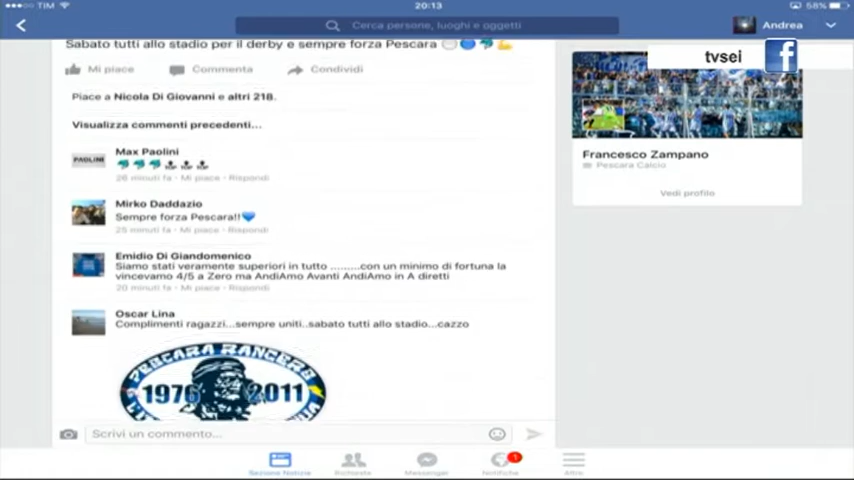 TIM 20:13 58%
Cerca persone, luoghi e oggetti
Andrea
tvsei
f
Sabato tutti allo stadio per il derby e sempre forza Pescara
Mi piace Commenta Condividi
Piace a Nicola Di Giovanni e altri 218.
Visualizza commenti precedenti...
PAOLINI
Max Paolini
TOP TOP TOP
26 minuti fa · Mi piace · Rispondi
Mirko Daddazio
Sempre forza Pescara!!
25 minuti fa · Mi piace · Rispondi
Emidio Di Giandomenico
Siamo stati veramente superiori in tutto .........con un minimo di fortuna la
vincevamo 4/5 a Zero ma AndiAmo Avanti AndiAmo in A diretti
20 minuti fa · Mi piace · Rispondi
Oscar Lina
Complimenti ragazzi...sempre uniti..sabato tutti allo stadio...cazzo
PESCARA RANGERS
1976 2011
Francesco Zampano
Pescara Calcio
Vedi profilo
Scrivi un commento...
Sezione Notizie Richieste Messenger Notifiche 1 Altro